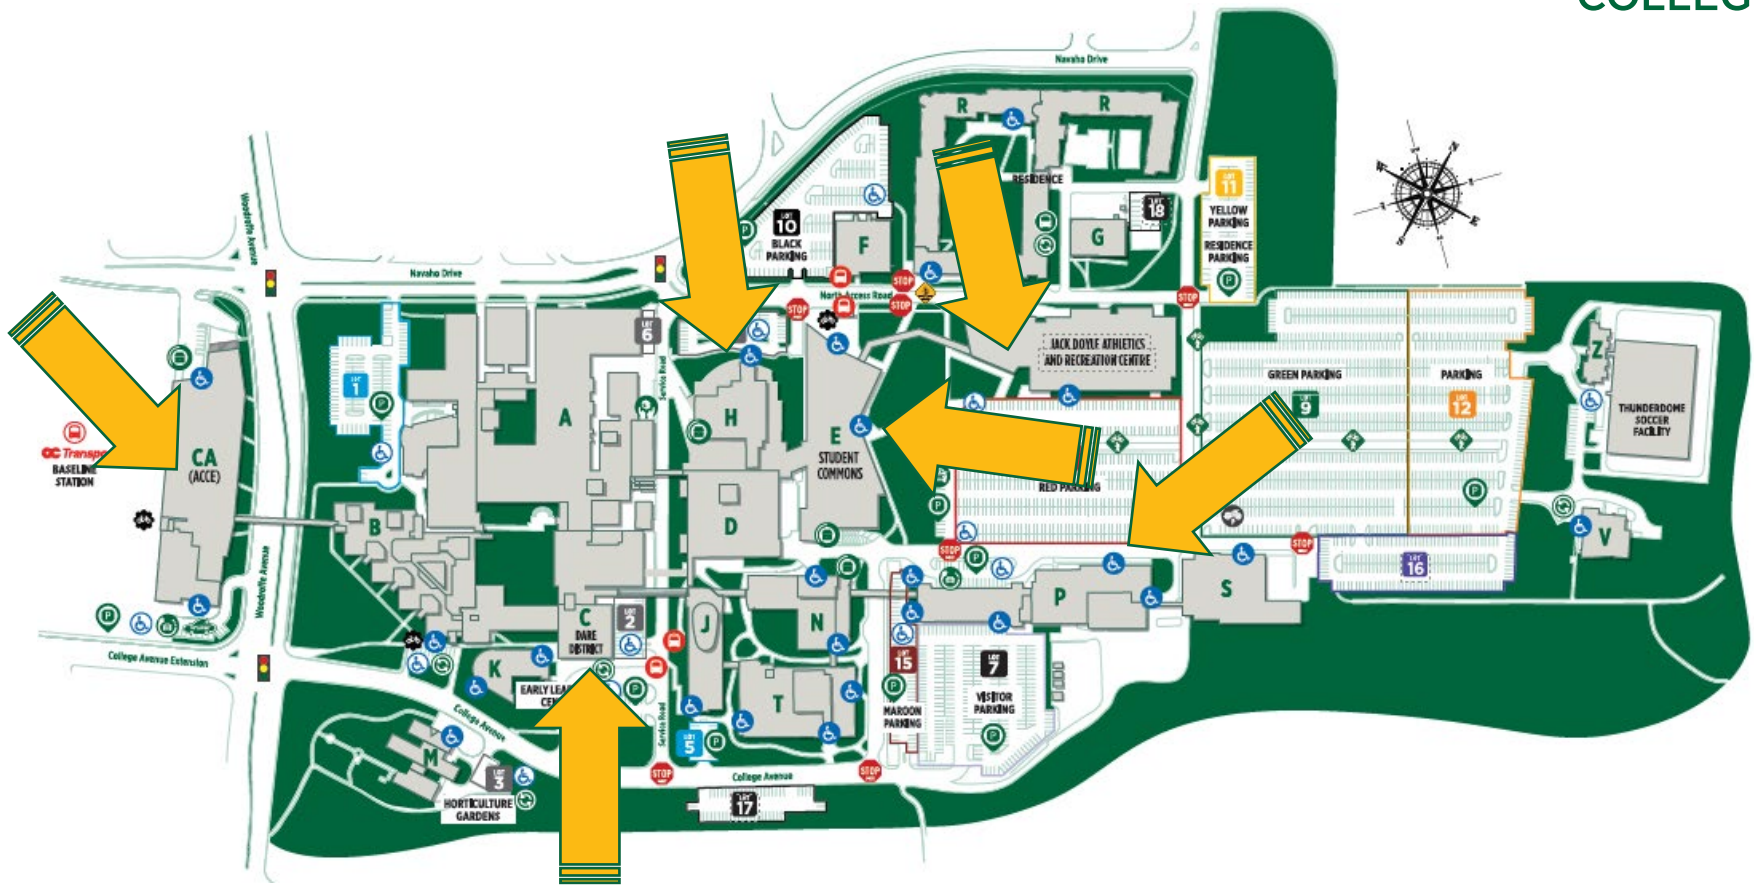 COLLEG
Navaho Drive
R
R
RESIDENCE
LOT
11
YELLOW
PARKING
RESIDENCE
PARKING
P
LOT
18
G
LOT
10
BLACK
PARKING
P
F
N
E
S
W
Woodroffe Avenue
Navaho Drive
North Access Road
STOP
STOP
STOP
STOP
LOT
6
LOT
1
P
A
Service Road
H
E
STUDENT
COMMONS
JACK DOYLE ATHLETICS
AND RECREATION CENTRE
GREEN PARKING
LOT
9
PARKING
LOT
12
Z
THUNDERDOME
SOCCER
FACILITY
OC Transpo
BASELINE
STATION
CA
(ACCE)
RED PARKING
P
P
P
B
D
STOP
P
STOP
LOT
16
V
Woodroffe Avenue
C
DARE
DISTRICT
LOT
2
J
N
P
S
P
College Avenue Extension
K
EARLY LEA
CEN
P
LOT
15
MAROON
PARKING
P
LOT
7
VISITOR
PARKING
P
T
College Avenue
Service Road
LOT
5
P
M
LOT
3
HORTICULTURE
GARDENS
STOP
College Avenue
STOP
LOT
17